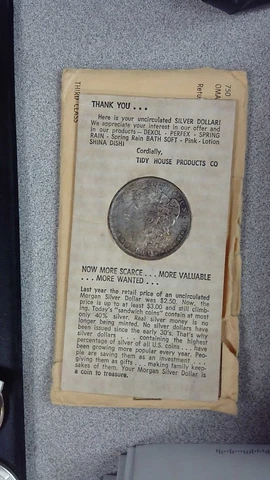 THANK YOU . . .
Here is your uncirculated SILVER DOLLAR!
We appreciate your interest in our offer and
in our products — DEXOL - PERFEX - SPRING
RAIN - Spring Rain BATH SOFT - Pink - Lotion
SHINA DISH!
Cordially,
TIDY HOUSE PRODUCTS CO
NOW MORE SCARCE . . . MORE VALUABLE
. . . MORE WANTED . . .
Last year the retail price of an uncirculated
Morgan Silver Dollar was $2.50. Now, the
price is up to at least $3.00 and still climb-
ing. Today's "sandwich coins" contain at most
only 40% silver. Real silver money is no
longer being minted. No silver dollars have
been issued since the early 30's. That's why
silver dollars . . . containing the highest
percentage of silver of all U.S. coins . . . have
been growing more popular every year. Peo-
ple are saving them as an investment . . .
giving them as gifts . . . making family keep-
sakes of them. Your Morgan Silver Dollar is
a coin to treasure.
THIRD CLASS
750
OMA
Retu